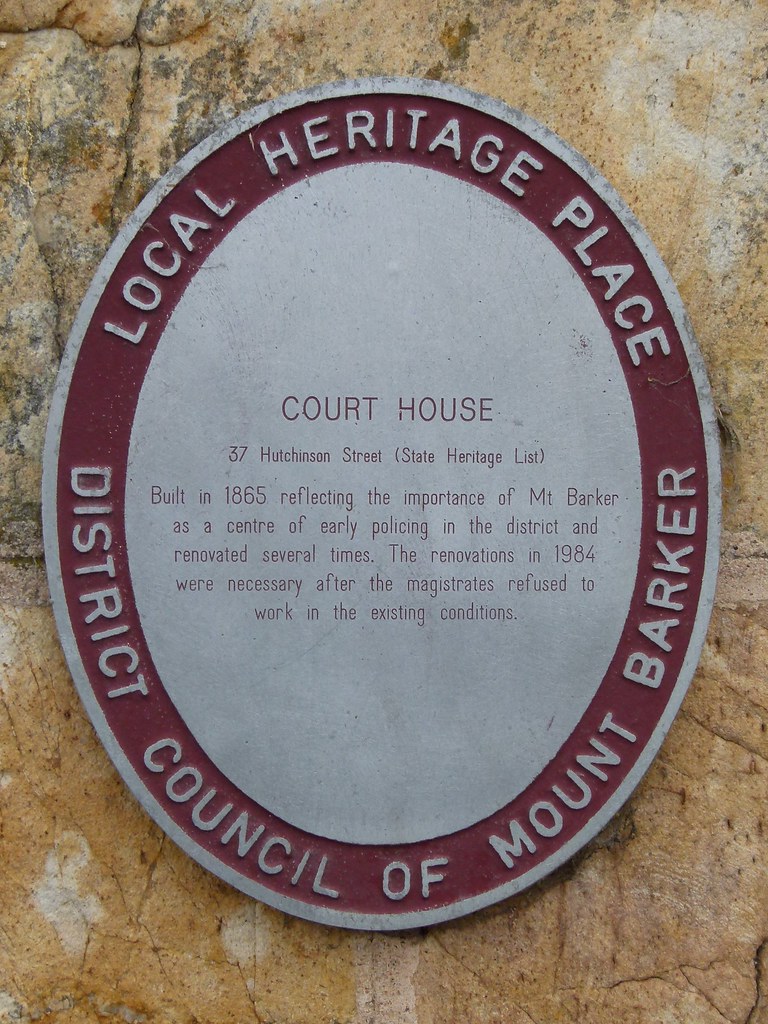 LOCAL HERITAGE PLACE
COURT HOUSE
37 Hutchinson Street (State Heritage List)
Built in 1865 reflecting the importance of Mt Barker
as a centre of early policing in the district and
renovated several times. The renovations in 1984
were necessary after the magistrates refused to
work in the existing conditions.
DISTRICT COUNCIL OF MOUNT BARKER